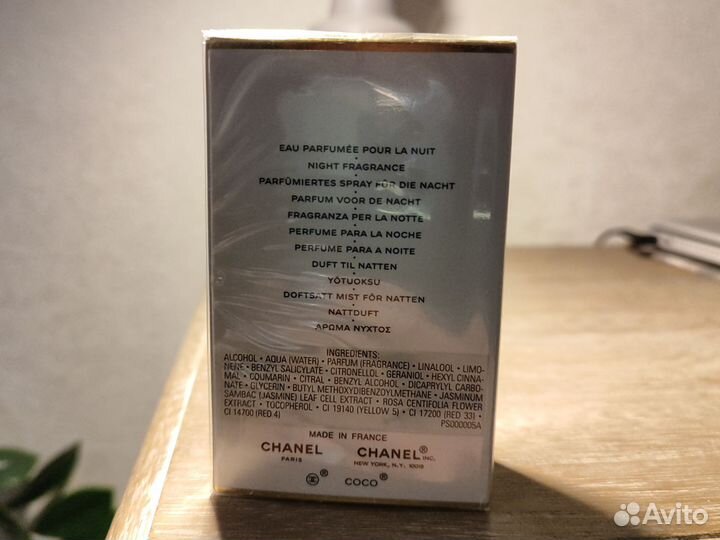 EAU PARFUMÉE POUR LA NUIT
NIGHT FRAGRANCE
PARFÜMIERTES SPRAY FÜR DIE NACHT
PARFUM VOOR DE NACHT
FRAGRANZA PER LA NOTTE
PERFUME PARA LA NOCHE
PERFUME PARA A NOITE
DUFT TIL NATTEN
YÖTUOKSU
DOFTSATT MIST FÖR NATTEN
NATTDUFT
ΑΡΩΜΑ ΝΥΧΤΟΣ
INGREDIENTS:
ALCOHOL • AQUA (WATER) • PARFUM (FRAGRANCE) • LINALOOL • LIMO-
NENE • BENZYL SALICYLATE • CITRONELLOL • GERANIOL • HEXYL CINNA-
MAL • COUMARIN • CITRAL • BENZYL ALCOHOL • DICAPRYLYL CARBO-
NATE • GLYCERIN • BUTYL METHOXYDIBENZOYLMETHANE • JASMINUM
SAMBAC (JASMINE) LEAF CELL EXTRACT • ROSA CENTIFOLIA FLOWER
EXTRACT • TOCOPHEROL • CI 19140 (YELLOW 5) • CI 17200 (RED 33) •
CI 14700 (RED 4) PS000005A
MADE IN FRANCE
CHANEL CHANEL® INC.
PARIS NEW YORK, N.Y. 10019
® COCO®
Avito